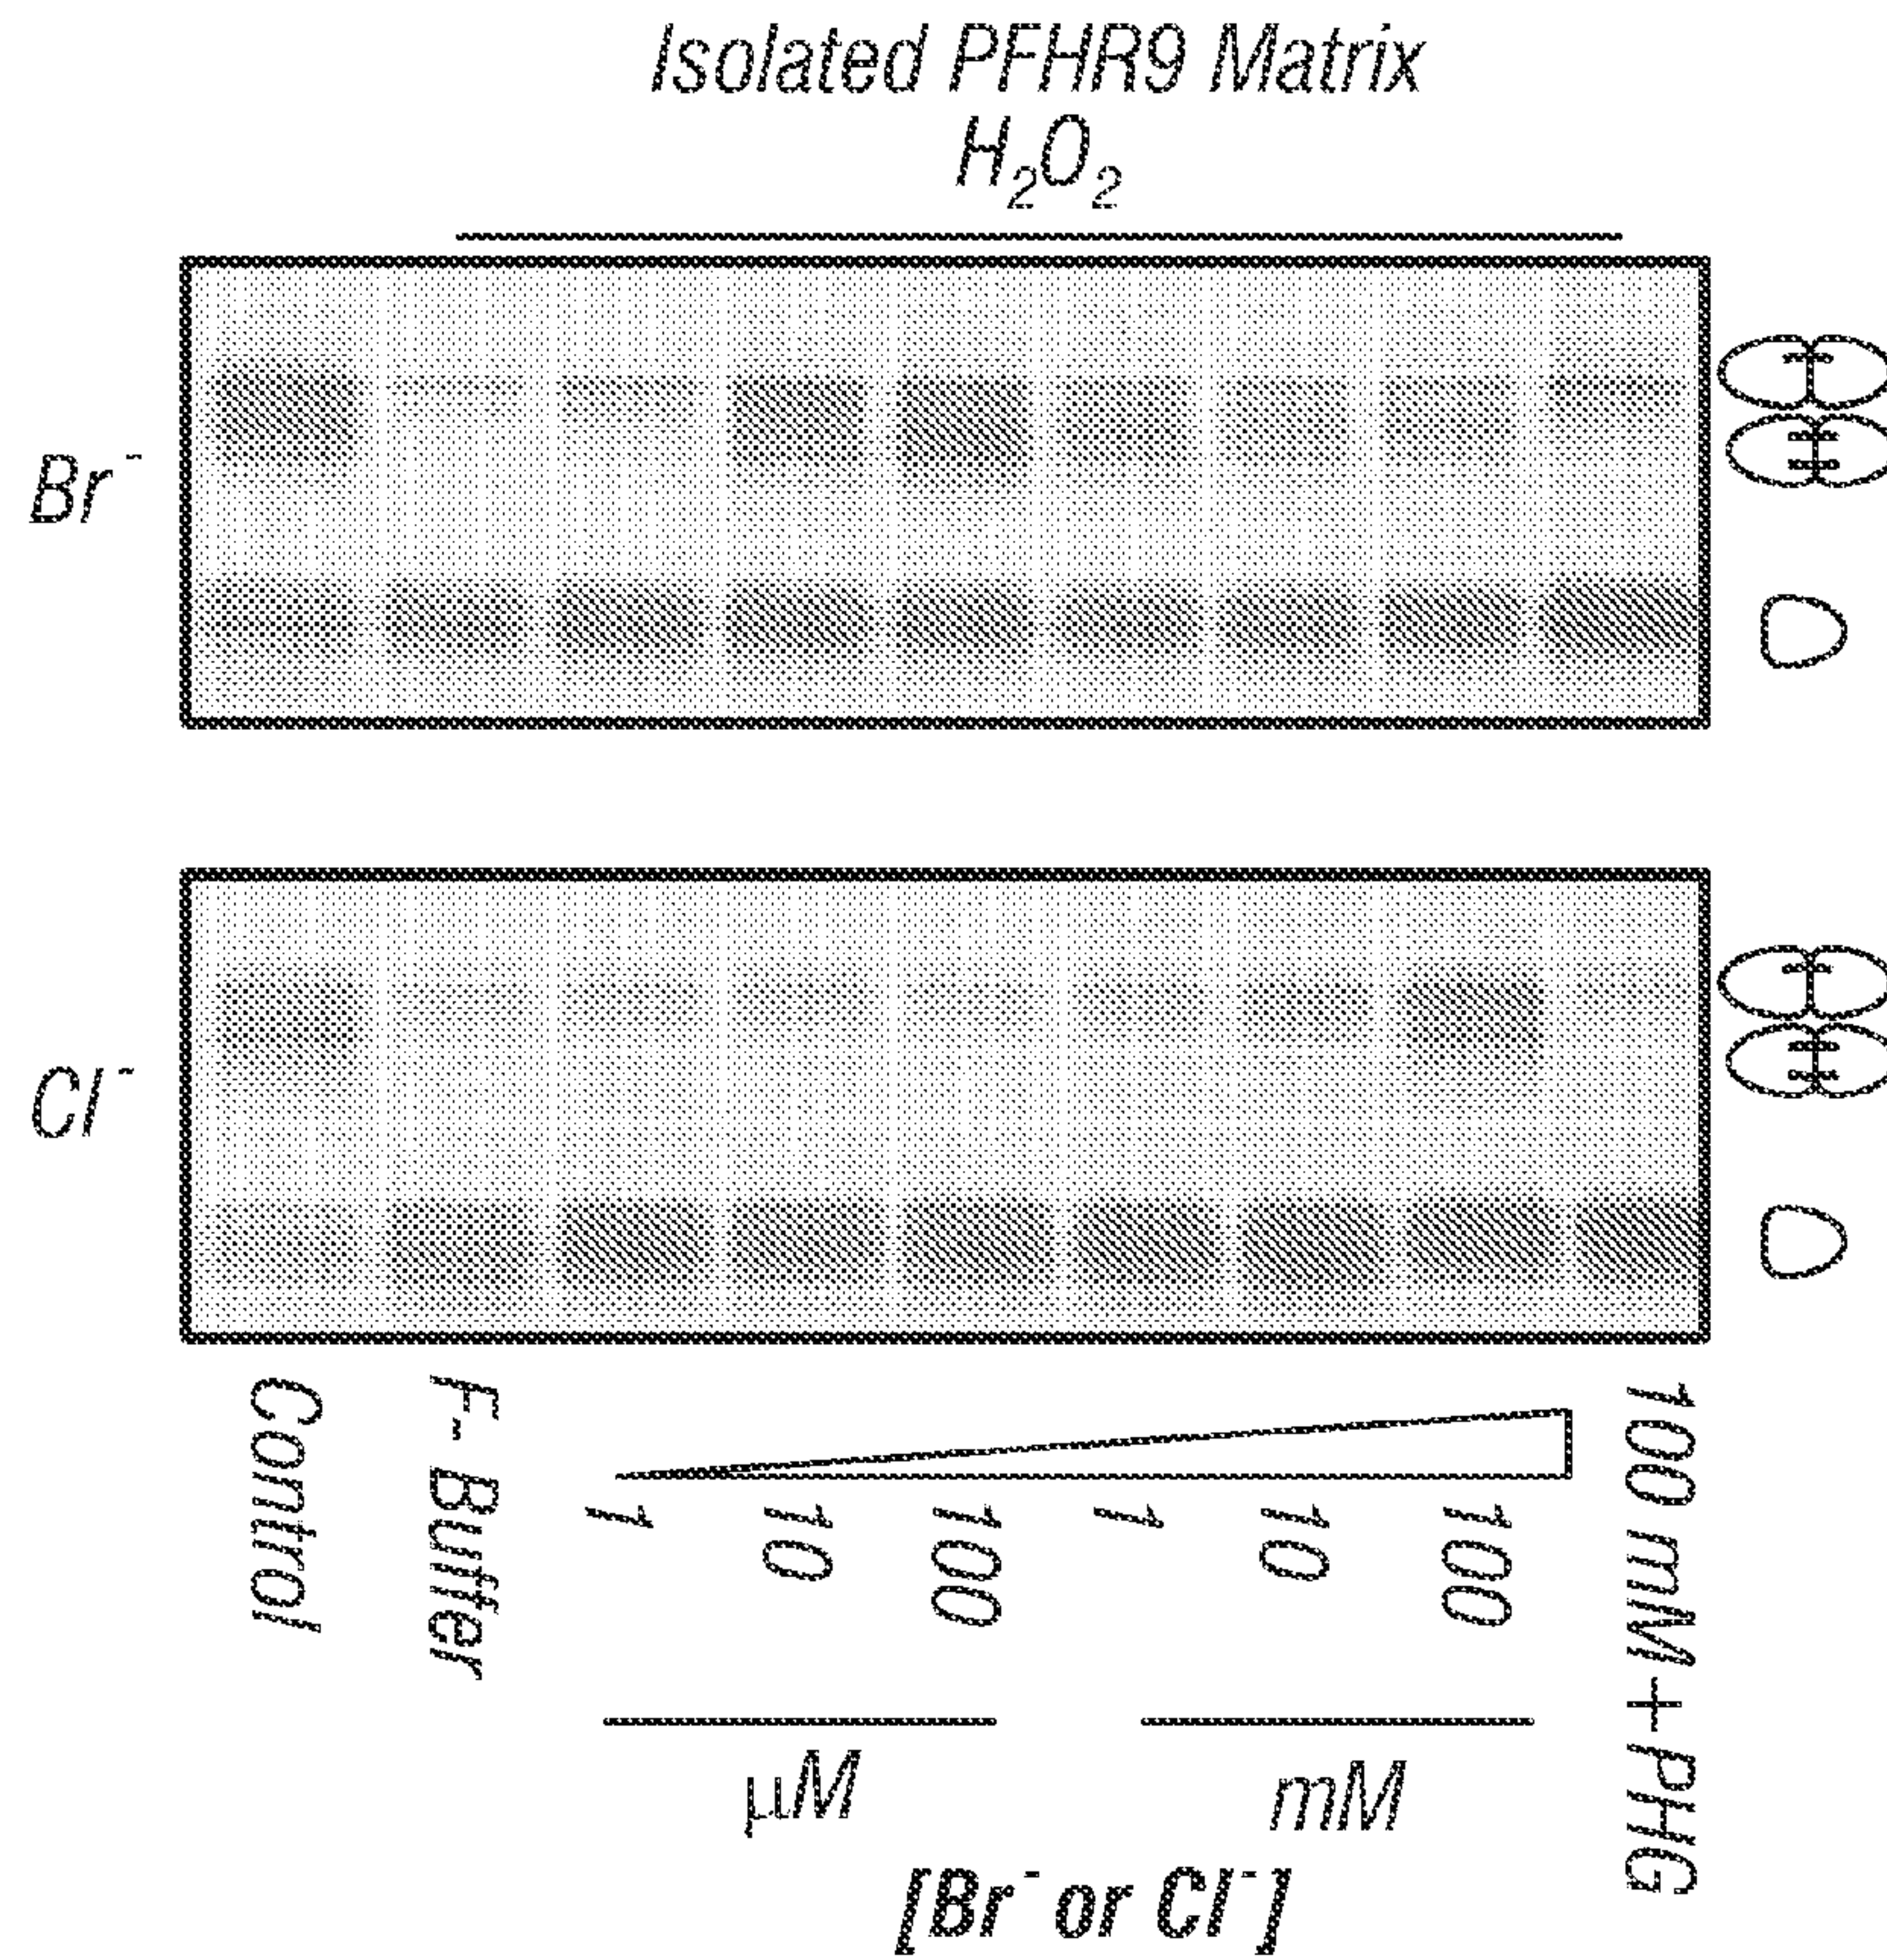 Isolated PFHR9 Matrix
H₂O₂
Br⁻
Cl⁻
Control
F- Buffer
1
10
100
1
10
100
100 mM+PHG
µM
mM
[Br⁻ or Cl⁻]